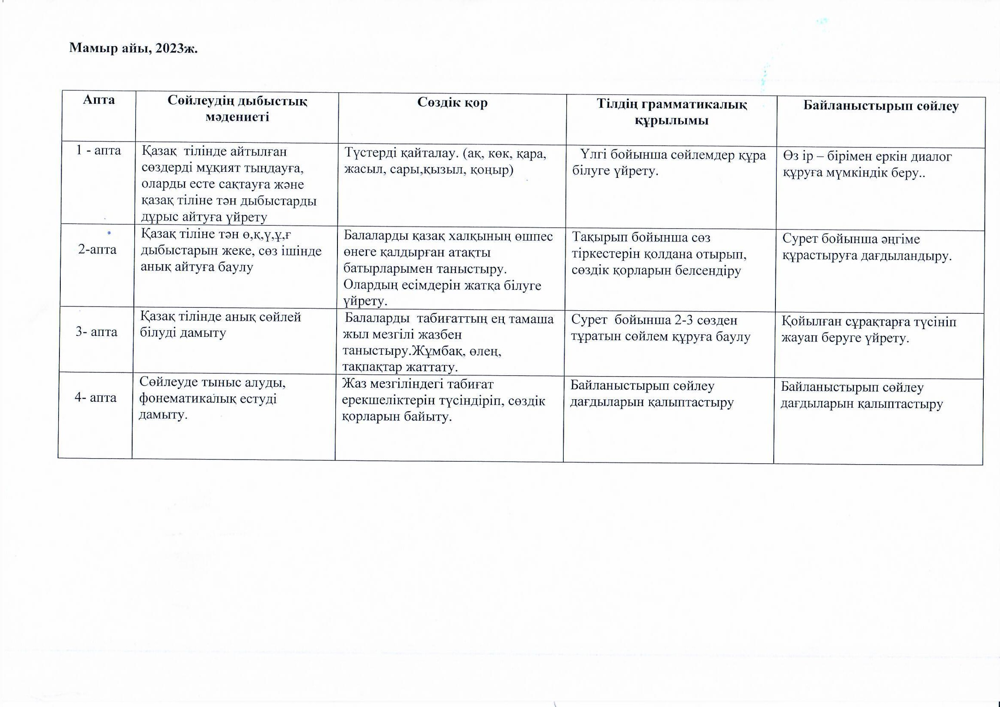 Мамыр айы, 2023ж.
Апта
Сөйлеудің дыбыстық
мәдениеті
Сөздік қор
Тілдің грамматикалық
құрылымы
Байланыстырып сөйлеу
1 - апта
Қазақ тілінде айтылған
сөздерді мұқият тыңдауға,
оларды есте сақтауға және
қазақ тіліне тән дыбыстарды
дұрыс айтуға үйрету
Түстерді қайталау. (ақ, көк, қара,
жасыл, сары,қызыл, қоңыр)
Үлгі бойынша сөйлемдер құра
білуге үйрету.
Өз ір – бірімен еркін диалог
құруға мүмкіндік беру..
2-апта
Қазақ тіліне тән ө,қ,ү,ұ,ғ
дыбыстарын жеке, сөз ішінде
анық айтуға баулу
Балаларды қазақ халқының өшпес
өнеге қалдырған атақты
батырларымен таныстыру.
Олардың есімдерін жатқа білуге
үйрету.
Тақырып бойынша сөз
тіркестерін қолдана отырып,
сөздік қорларын белсендіру
Сурет бойынша әңгіме
құрастыруға дағдыландыру.
3- апта
Қазақ тілінде анық сөйлей
білуді дамыту
Балаларды табиғаттың ең тамаша
жыл мезгілі жазбен
таныстыру.Жұмбақ, өлең,
тақпақтар жаттату.
Сурет бойынша 2-3 сөзден
тұратын сөйлем құруға баулу
Қойылған сұрақтарға түсініп
жауап беруге үйрету.
4- апта
Сөйлеуде тыныс алуды,
фонематикалық естуді
дамыту.
Жаз мезгіліндегі табиғат
ерекшеліктерін түсіндіріп, сөздік
қорларын байыту.
Байланыстырып сөйлеу
дағдыларын қалыптастыру
Байланыстырып сөйлеу
дағдыларын қалыптастыру